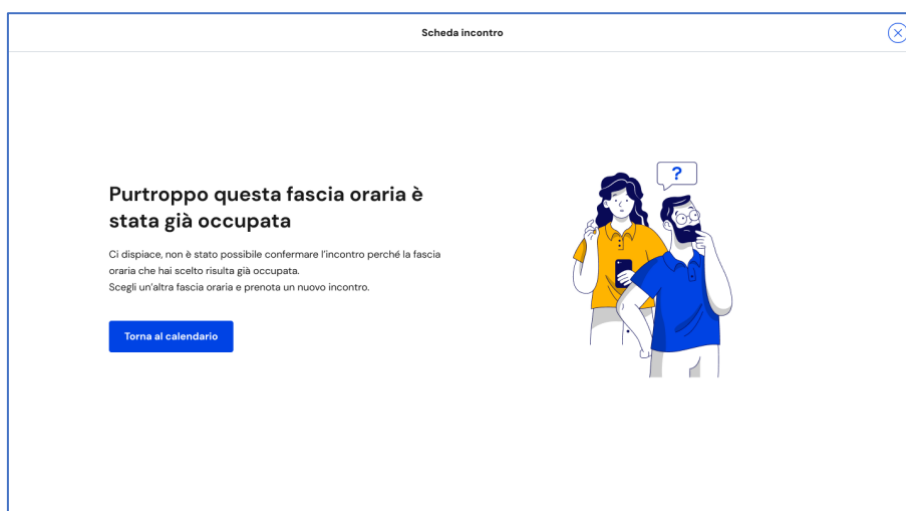 Scheda incontro
?
Purtroppo questa fascia oraria è
stata già occupata
Ci dispiace, non è stato possibile confermare l'incontro perché la fascia
oraria che hai scelto risulta già occupata.
Scegli un'altra fascia oraria e prenota un nuovo incontro.
Torna al calendario